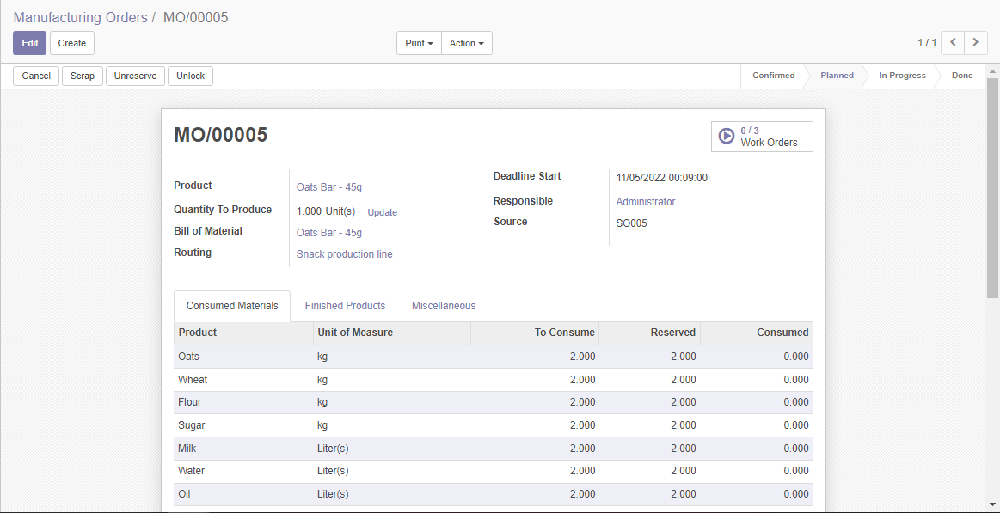 Manufacturing Orders / MO/00005
Edit Create Print Action 1 / 1
Cancel Scrap Unreserve Unlock Confirmed Planned In Progress Done
MO/00005
0 / 3
Work Orders
Product Oats Bar - 45g
Quantity To Produce 1.000 Unit(s) Update
Bill of Material Oats Bar - 45g
Routing Snack production line
Deadline Start 11/05/2022 00:09:00
Responsible Administrator
Source SO005
Consumed Materials Finished Products Miscellaneous
Product Unit of Measure To Consume Reserved Consumed
Oats kg 2.000 2.000 0.000
Wheat kg 2.000 2.000 0.000
Flour kg 2.000 2.000 0.000
Sugar kg 2.000 2.000 0.000
Milk Liter(s) 2.000 2.000 0.000
Water Liter(s) 2.000 2.000 0.000
Oil Liter(s) 2.000 2.000 0.000